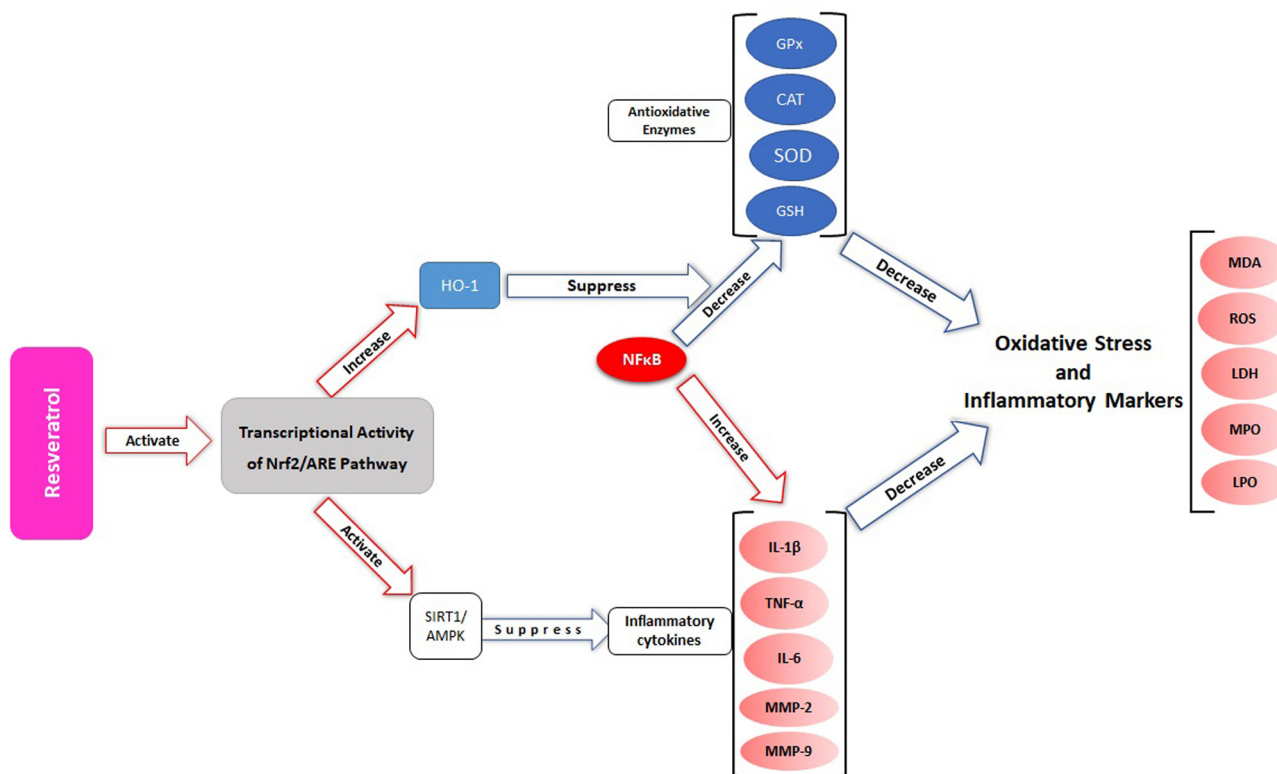 GPx
CAT
SOD
GSH
Antioxidative
Enzymes
HO-1
Suppress
Decrease
Decrease
MDA
ROS
LDH
MPO
LPO
Increase
NFκB
Oxidative Stress
and
Inflammatory Markers
Resveratrol
Activate
Transcriptional Activity
of Nrf2/ARE Pathway
Increase
Decrease
Activate
SIRT1/
AMPK
Suppress
Inflammatory
cytokines
IL-1β
TNF-α
IL-6
MMP-2
MMP-9